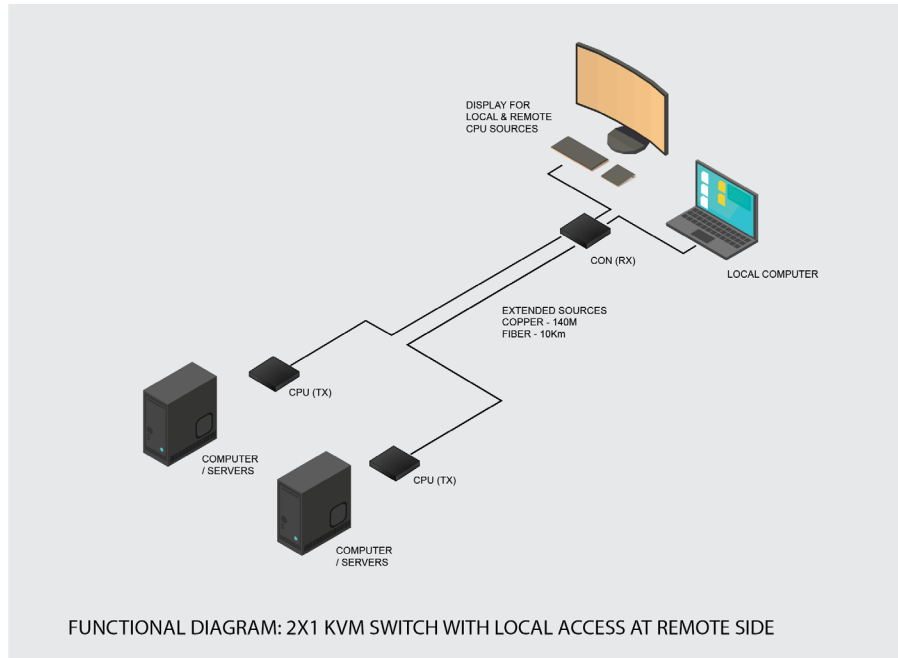 DISPLAY FOR
LOCAL & REMOTE
CPU SOURCES
CON (RX)
LOCAL COMPUTER
EXTENDED SOURCES
COPPER - 140M
FIBER - 10Km
CPU (TX)
COMPUTER
/ SERVERS
CPU (TX)
COMPUTER
/ SERVERS
FUNCTIONAL DIAGRAM: 2X1 KVM SWITCH WITH LOCAL ACCESS AT REMOTE SIDE